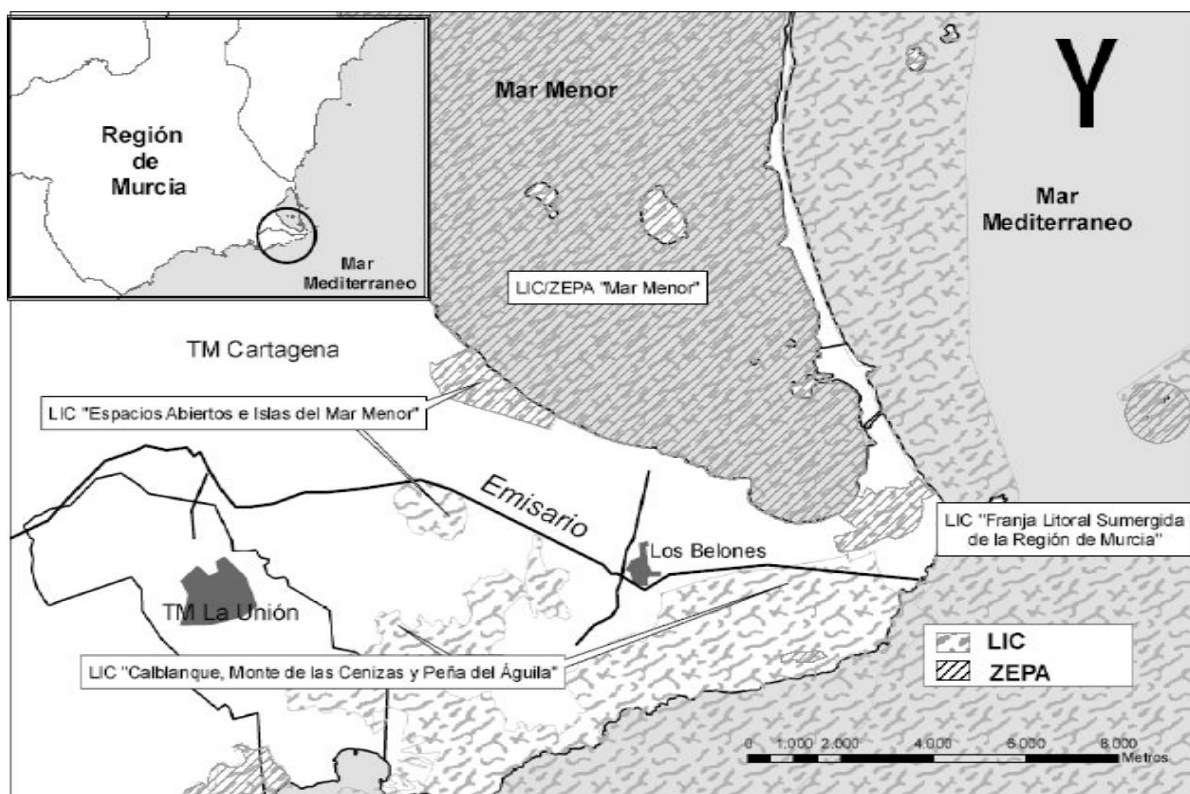 Región
de
Murcia
Mar
Mediterraneo
Mar Menor
Y
Mar
Mediterraneo
LIC/ZEPA "Mar Menor"
TM Cartagena
LIC "Espacios Abiertos e Islas del Mar Menor"
Emisario
LIC "Franja Litoral Sumergida
de la Región de Murcia"
Los Belones
TM La Unión
LIC "Calblanque, Monte de las Cenizas y Peña del Águila"
LIC
ZEPA
0 1.000 2.000 4.000 6.000 8.000
Metros